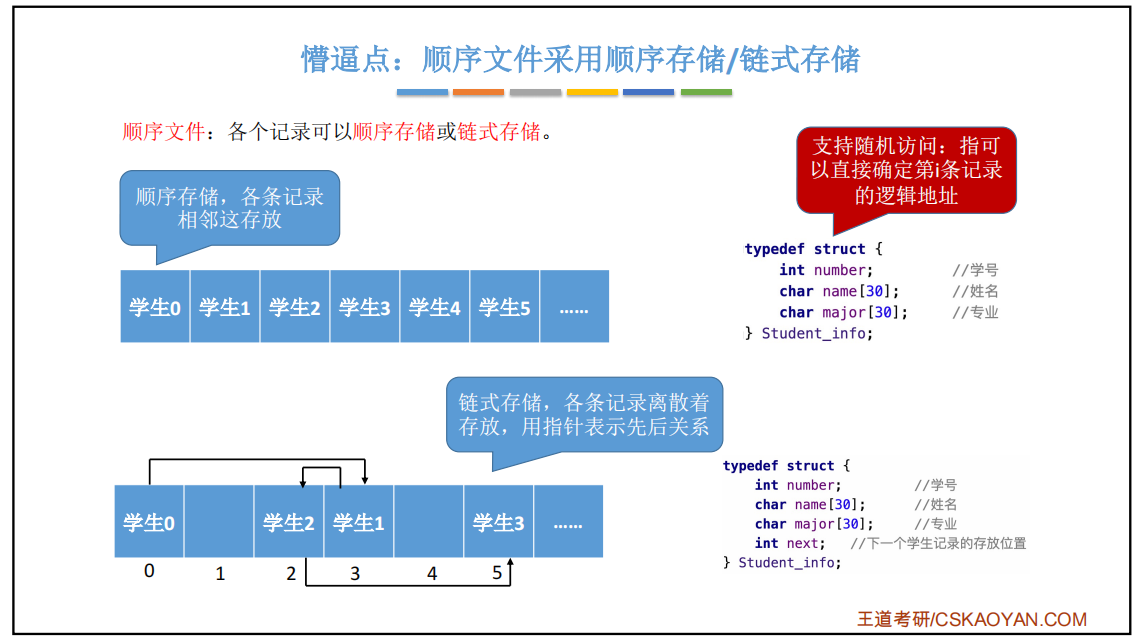 懵逼点：顺序文件采用顺序存储/链式存储
顺序文件：各个记录可以顺序存储或链式存储。
支持随机访问：指可
以直接确定第i条记录
的逻辑地址
顺序存储，各条记录
相邻这存放
typedef struct {
int number; //学号
char name[30]; //姓名
char major[30]; //专业
} Student_info;
学生0 学生1 学生2 学生3 学生4 学生5 ……
链式存储，各条记录离散着
存放，用指针表示先后关系
typedef struct {
int number; //学号
char name[30]; //姓名
char major[30]; //专业
int next; //下一个学生记录的存放位置
} Student_info;
学生0 学生2 学生1 学生3 ……
0 1 2 3 4 5
王道考研/CSKAOYAN.COM